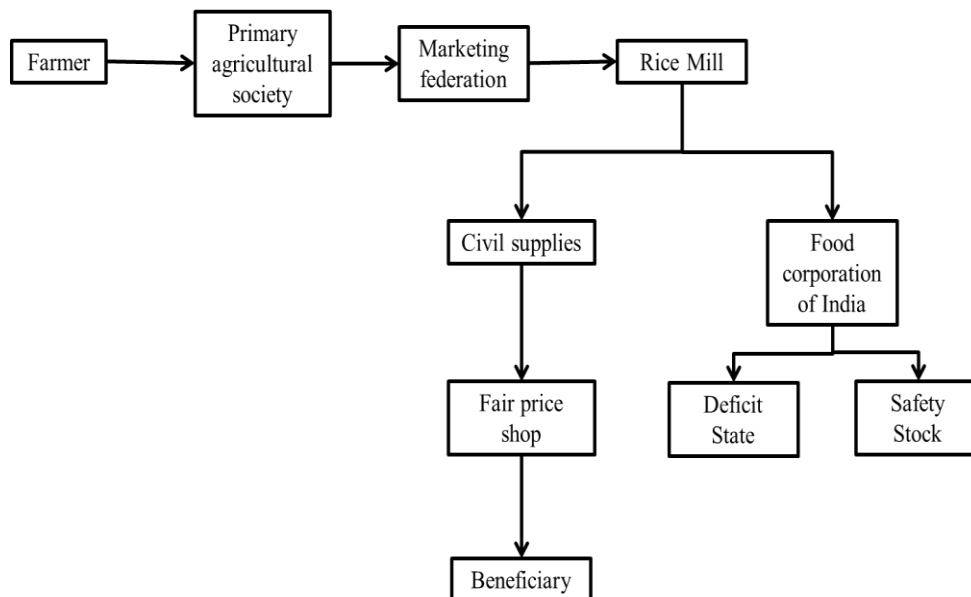 Farmer
Primary
agricultural
society
Marketing
federation
Rice Mill
Civil supplies
Food
corporation
of India
Fair price
shop
Deficit
State
Safety
Stock
Beneficiary